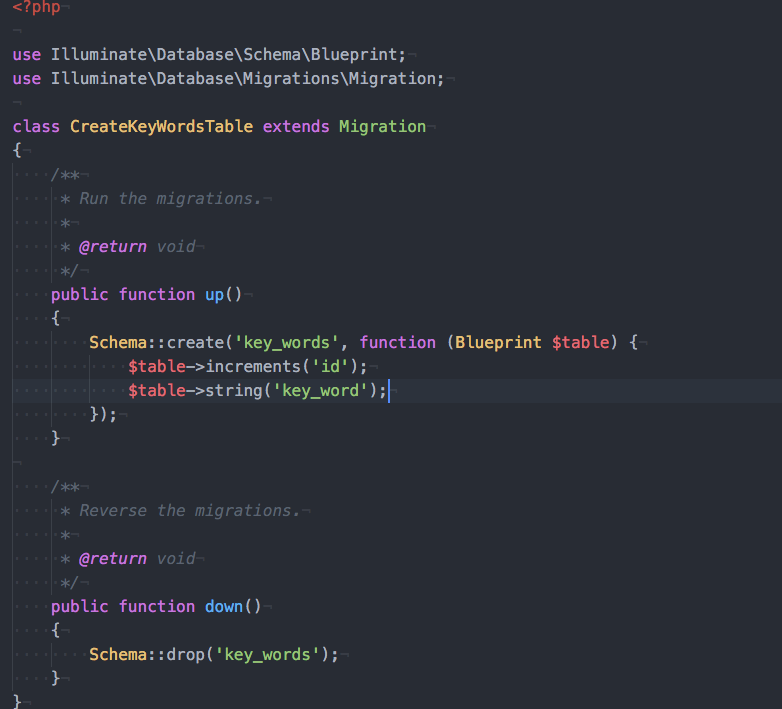 <?php

use Illuminate\Database\Schema\Blueprint;
use Illuminate\Database\Migrations\Migration;

class CreateKeyWordsTable extends Migration
{
    /**
     * Run the migrations.
     *
     * @return void
     */
    public function up()
    {
        Schema::create('key_words', function (Blueprint $table) {
            $table->increments('id');
            $table->string('key_word');
        });
    }

    /**
     * Reverse the migrations.
     *
     * @return void
     */
    public function down()
    {
        Schema::drop('key_words');
    }
}